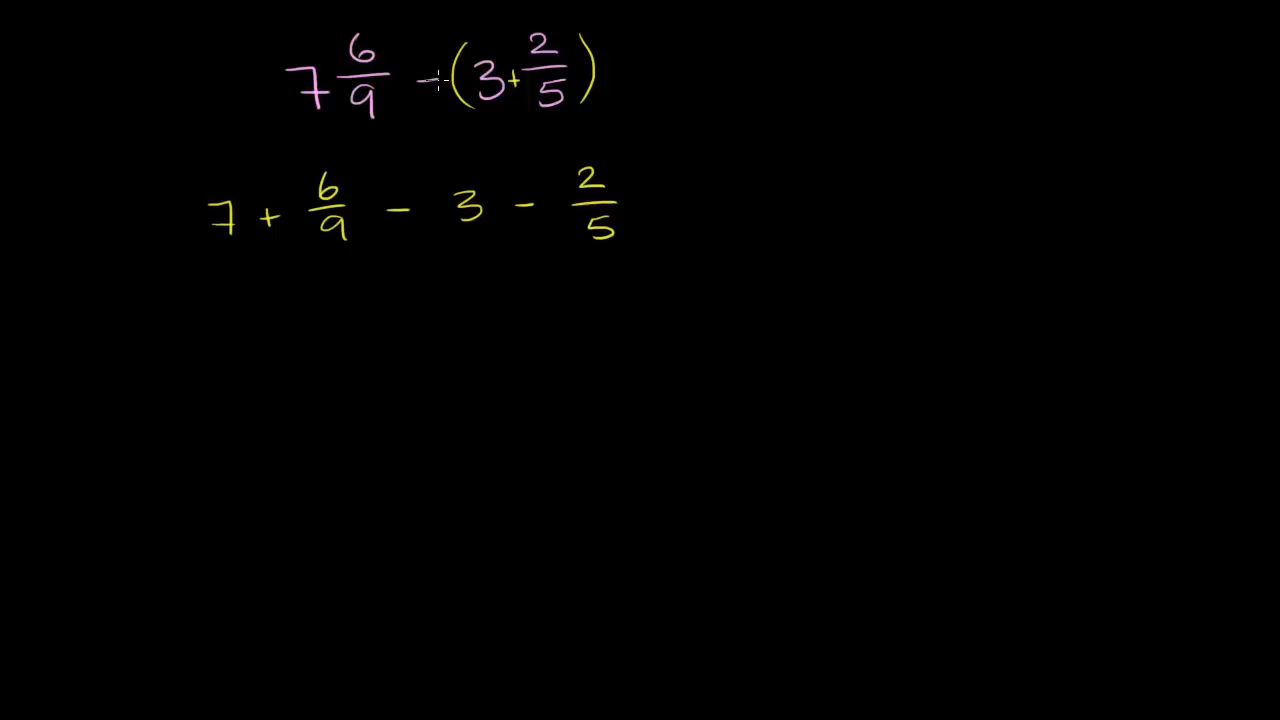 7 6/9 - (3 + 2/5)
7 + 6/9 - 3 - 2/5